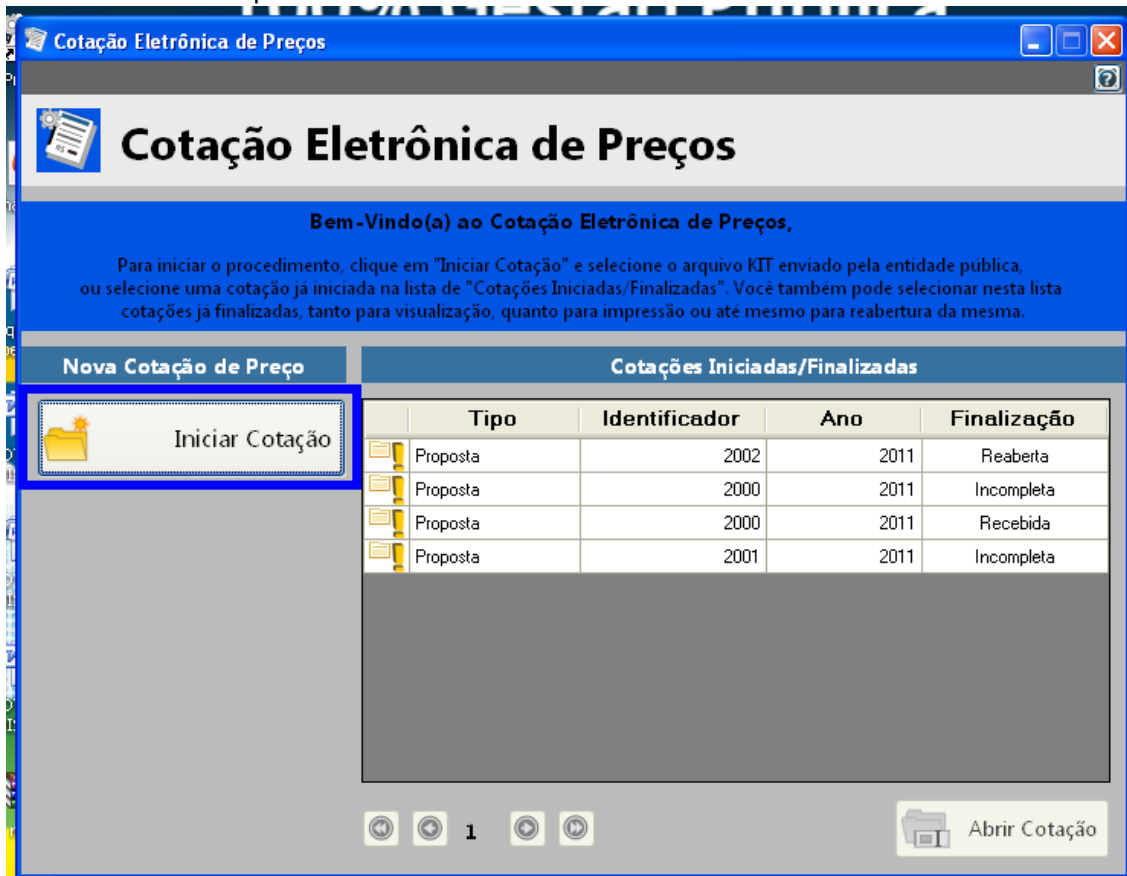 100% Gestão Pública
Cotação Eletrônica de Preços
Cotação Eletrônica de Preços
Bem-Vindo(a) ao Cotação Eletrônica de Preços,
Para iniciar o procedimento, clique em "Iniciar Cotação" e selecione o arquivo KIT enviado pela entidade pública,
ou selecione uma cotação já iniciada na lista de "Cotações Iniciadas/Finalizadas". Você também pode selecionar nesta lista
cotações já finalizadas, tanto para visualização, quanto para impressão ou até mesmo para reabertura da mesma.
Nova Cotação de Preço
Cotações Iniciadas/Finalizadas
Iniciar Cotação
Tipo Identificador Ano Finalização
Proposta 2002 2011 Reaberta
Proposta 2000 2011 Incompleta
Proposta 2000 2011 Recebida
Proposta 2001 2011 Incompleta
1
Abrir Cotação